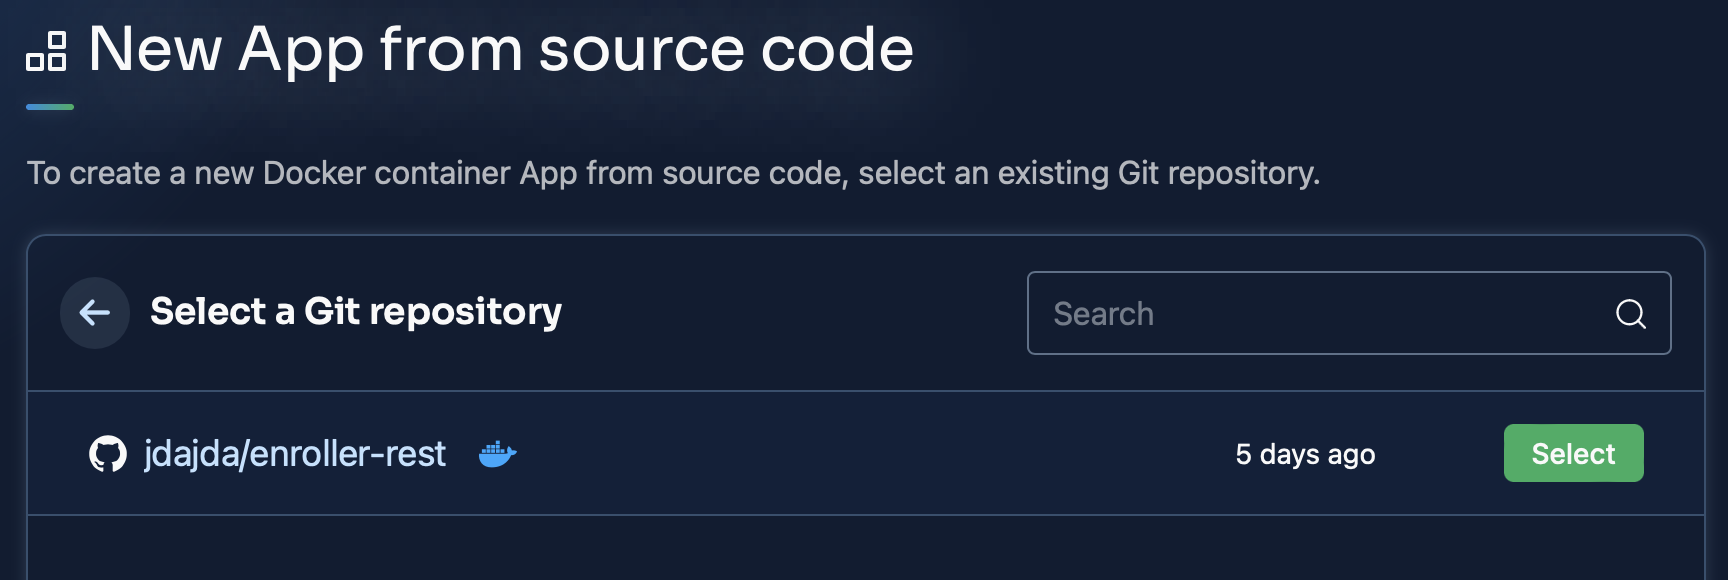 New App from source code
To create a new Docker container App from source code, select an existing Git repository.
Select a Git repository
Search
jdajda/enroller-rest
5 days ago
Select